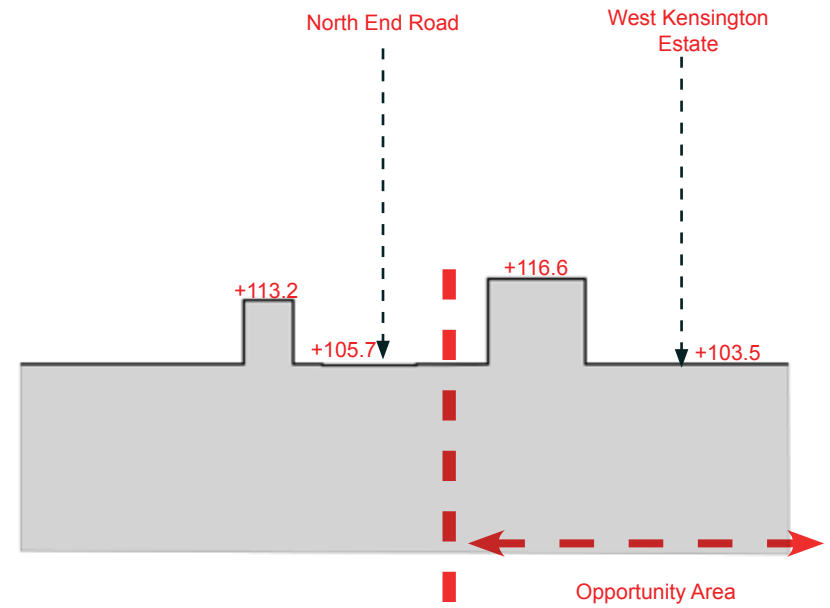 North End Road
West Kensington
Estate
+116.6
+113.2
+105.7
+103.5
Opportunity Area